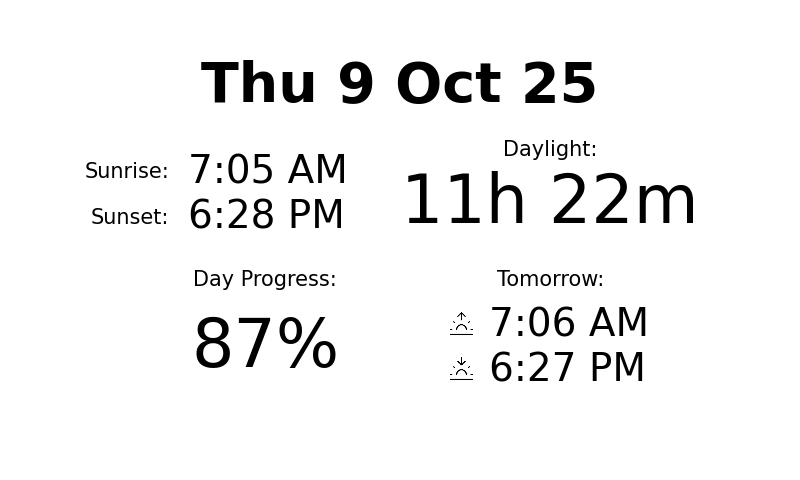 Thu 9 Oct 25
Sunrise: 7:05 AM
Sunset: 6:28 PM
Daylight:
11h 22m
Day Progress:
87%
Tomorrow:
7:06 AM
6:27 PM